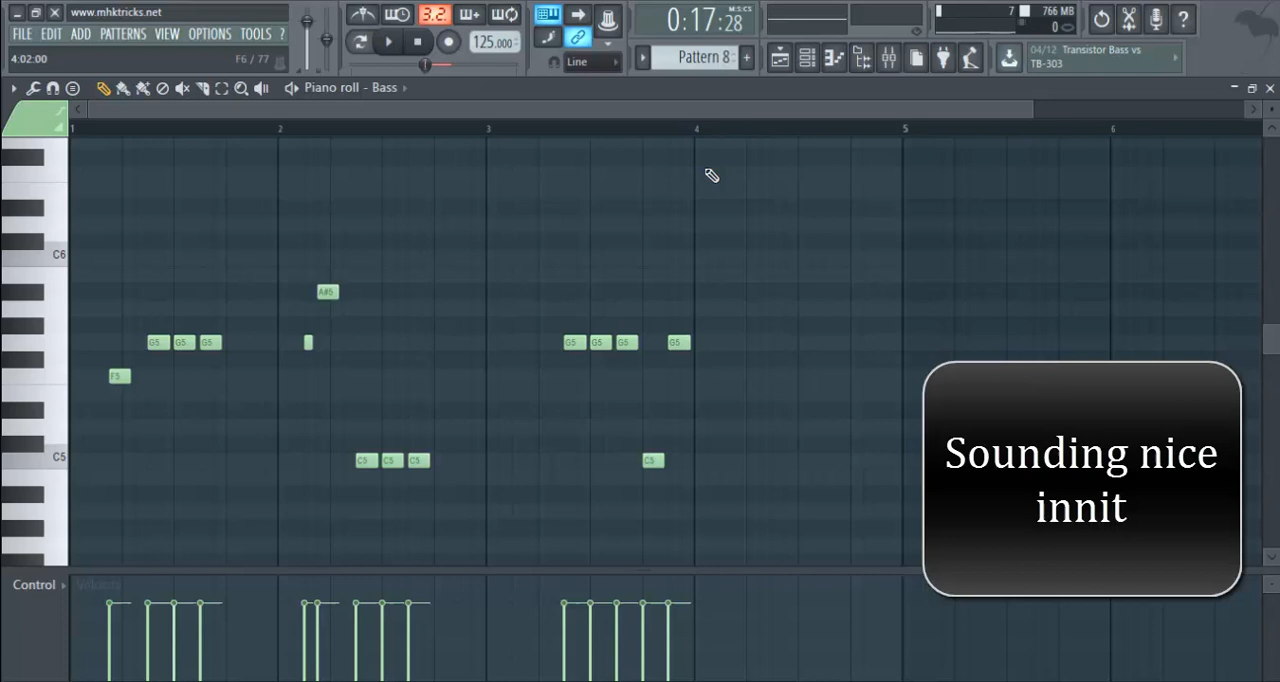 www.mhktricks.net
FILE EDIT ADD PATTERNS VIEW OPTIONS TOOLS ?
4:02.00 F6 / 77
3.2.
125.000
0:17:28
M:S:CS
Line
Pattern 8
7
766 MB
0
04/12 Transistor Bass vs
TB-303
Piano roll - Bass
1 2 3 4 5 6
C6
A#5
G5 G5 G5 G5 G5 G5 G5
F5
C5
C5 C5 C5 C5
Sounding nice
innit
Control
Velocity